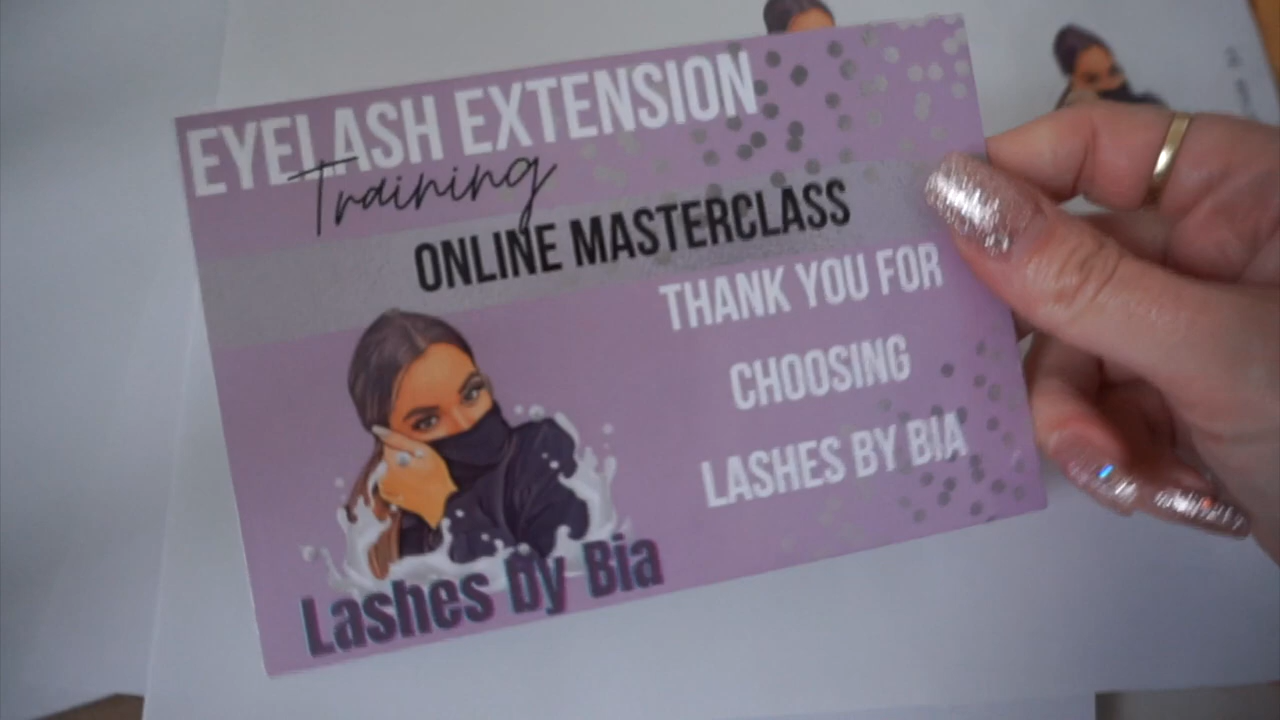 EYELASH EXTENSION
Training
ONLINE MASTERCLASS
THANK YOU FOR
CHOOSING
LASHES BY BIA
Lashes by Bia